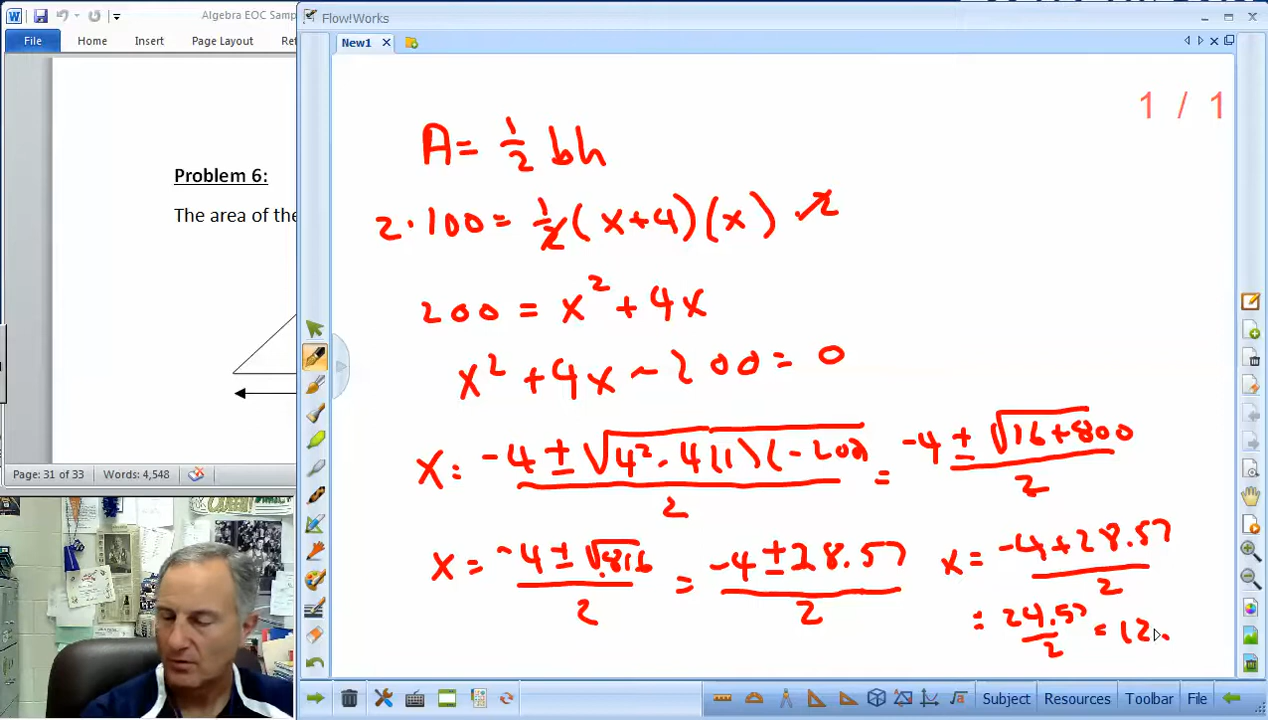 Algebra EOC Samp
Flow!Works
File Home Insert Page Layout Ref
New1
1 / 1
A = 1/2 bh
Problem 6:
2 · 100 = 1/2 (x+4)(x) · 2
The area of the
200 = x² + 4x
x² + 4x - 200 = 0
x = -4 ± √4² - 4(1)(-200) / 2 = -4 ± √16+800 / 2
Page: 31 of 33 Words: 4,548
x = -4 ± √816 / 2 = -4 ± 28.57 / 2
x = -4 + 28.57 / 2
= 24.57 / 2 = 12.
Subject Resources Toolbar File